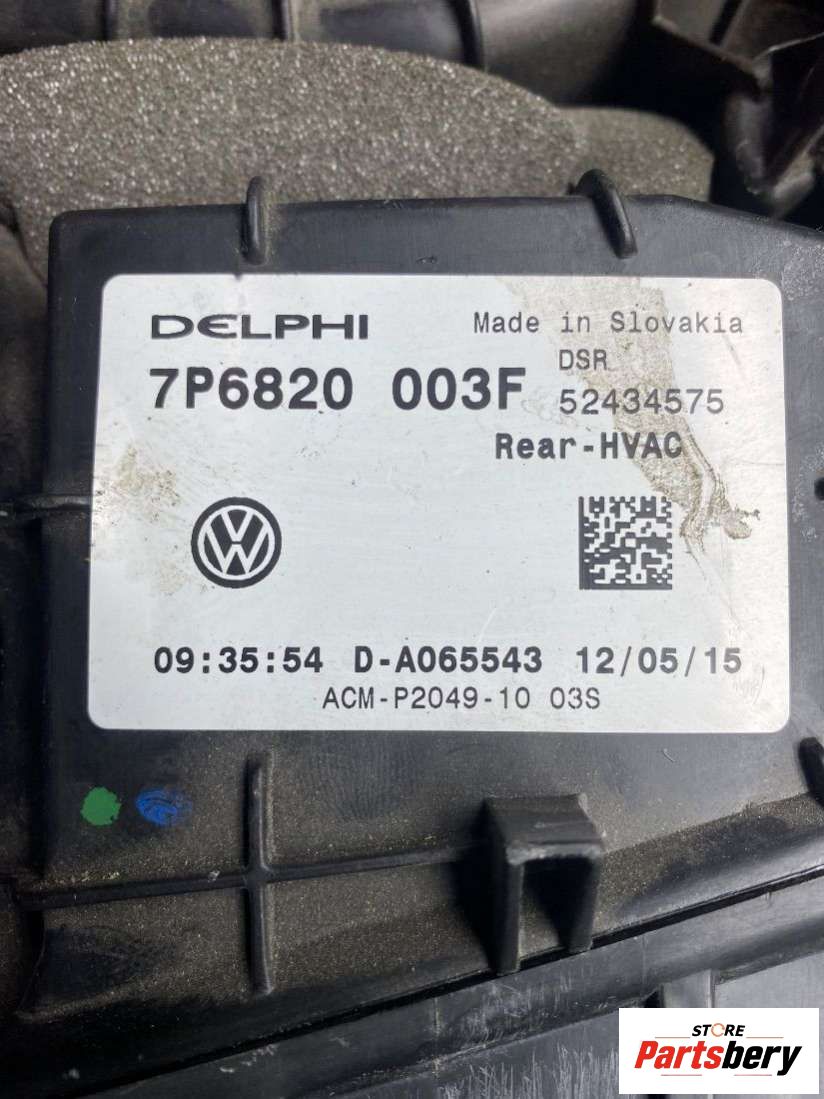 DELPHI Made in Slovakia
DSR
7P6820 003F 52434575
Rear-HVAC
09:35:54 D-A065543 12/05/15
ACM-P2049-10 03S
STORE
Partsbery